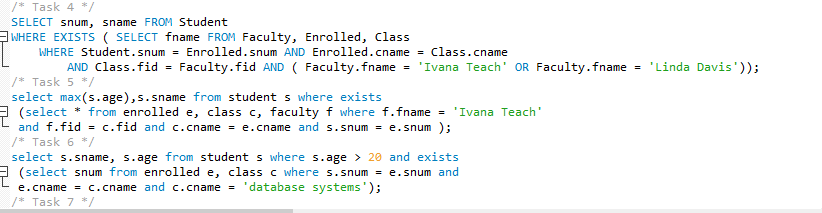 /* Task 4 */
SELECT snum, sname FROM Student
WHERE EXISTS ( SELECT fname FROM Faculty, Enrolled, Class
WHERE Student.snum = Enrolled.snum AND Enrolled.cname = Class.cname
AND Class.fid = Faculty.fid AND ( Faculty.fname = 'Ivana Teach' OR Faculty.fname = 'Linda Davis'));
/* Task 5 */
select max(s.age),s.sname from student s where exists
(select * from enrolled e, class c, faculty f where f.fname = 'Ivana Teach'
and f.fid = c.fid and c.cname = e.cname and s.snum = e.snum );
/* Task 6 */
select s.sname, s.age from student s where s.age > 20 and exists
(select snum from enrolled e, class c where s.snum = e.snum and
e.cname = c.cname and c.cname = 'database systems');
/* Task 7 */